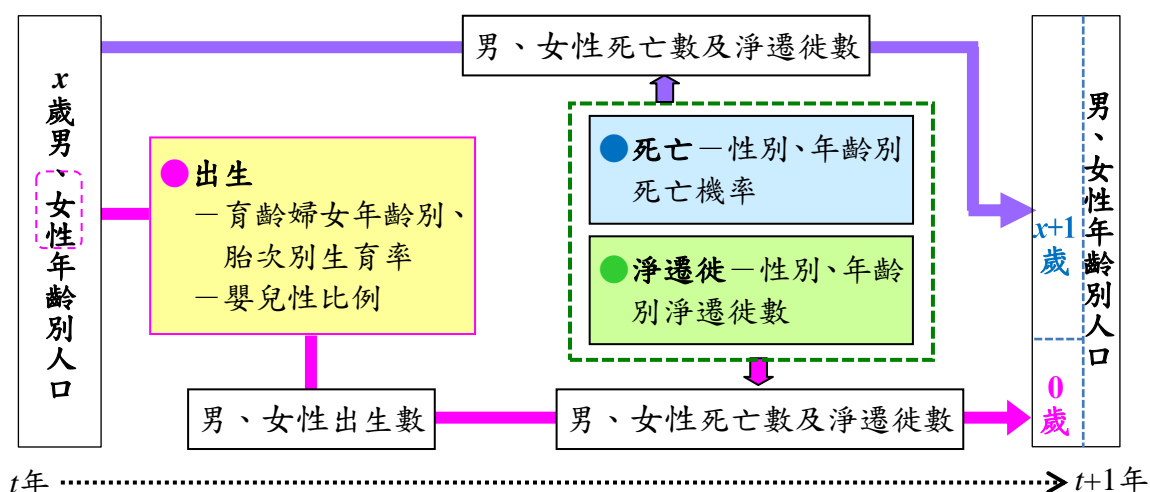 x歲男、女性年齡別人口
男、女性死亡數及淨遷徙數
●出生
－育齡婦女年齡別、
胎次別生育率
－嬰兒性比例
●死亡－性別、年齡別
死亡機率
●淨遷徙－性別、年齡
別淨遷徙數
男、女性出生數
男、女性死亡數及淨遷徙數
x+1
歲
0
歲
男、女性年齡別人口
t年
t+1年